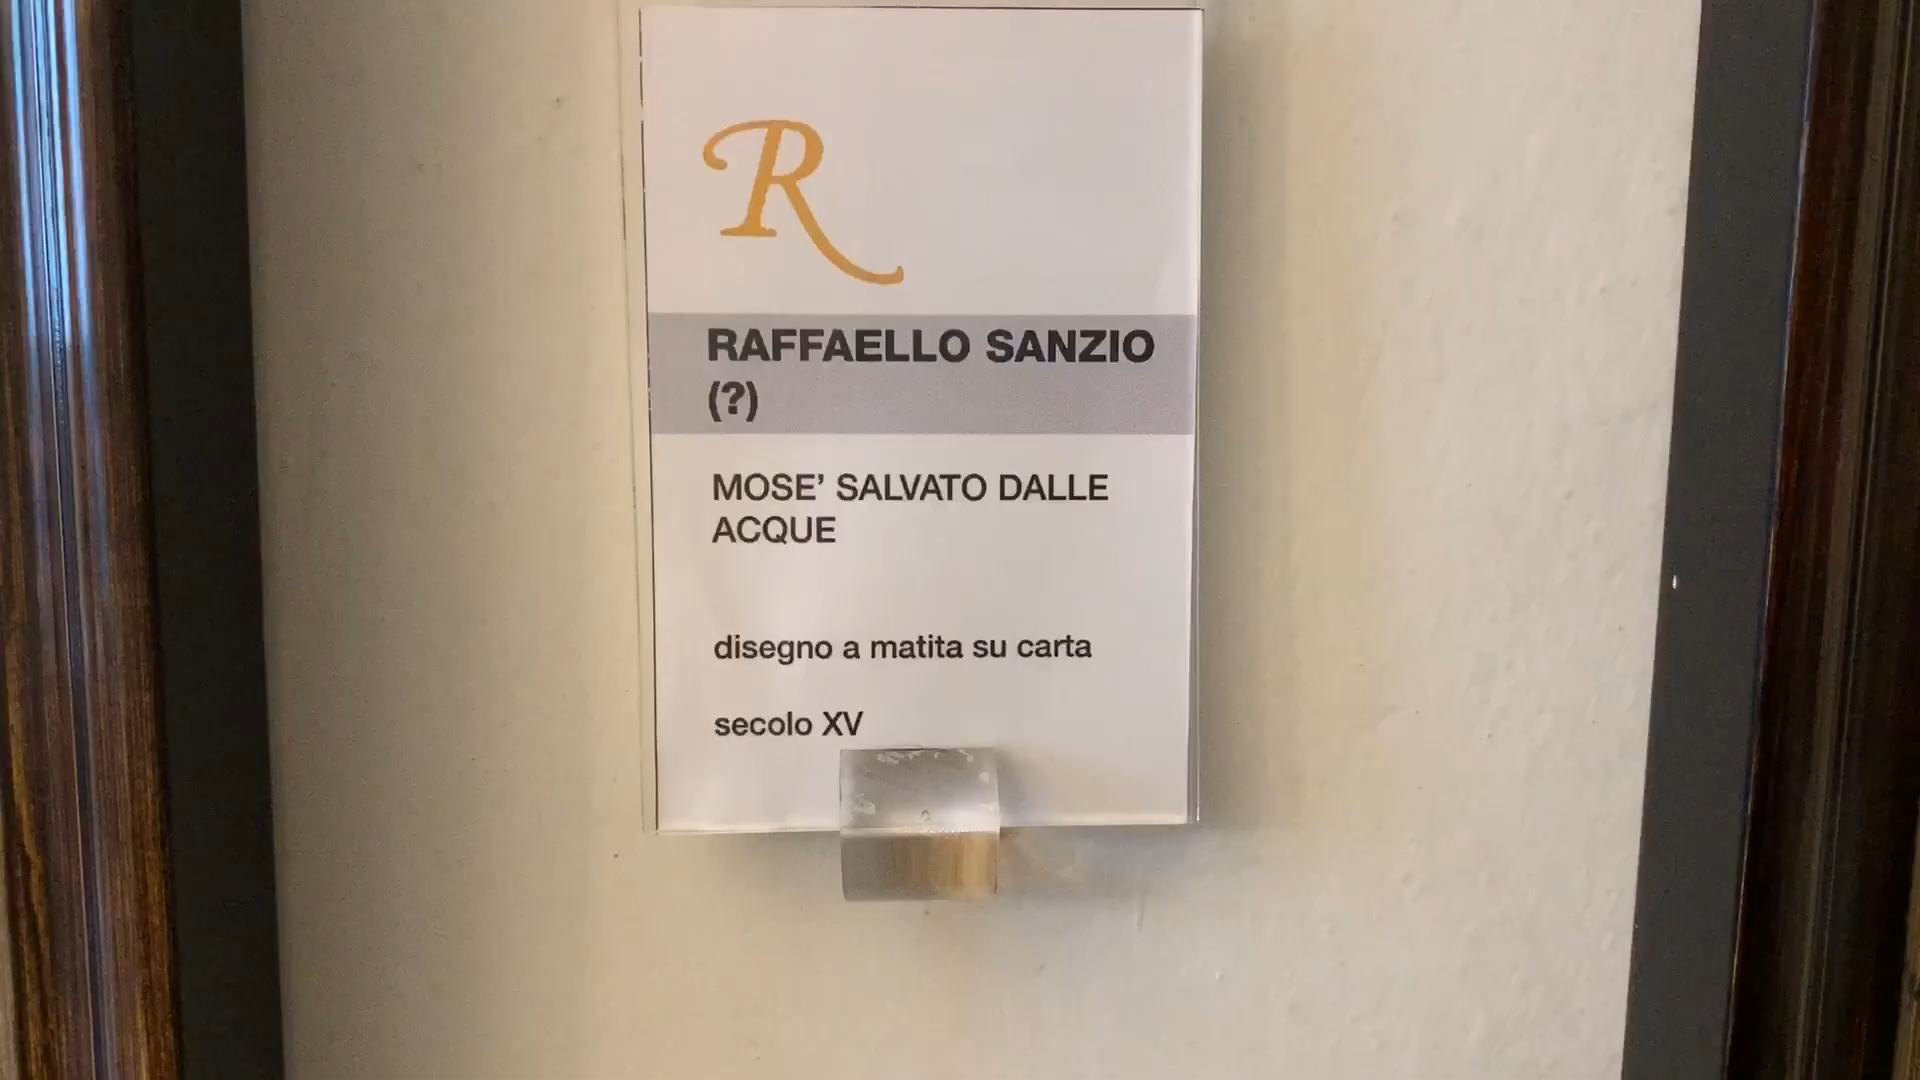 R
RAFFAELLO SANZIO
(?)
MOSE’ SALVATO DALLE
ACQUE
disegno a matita su carta
secolo XV